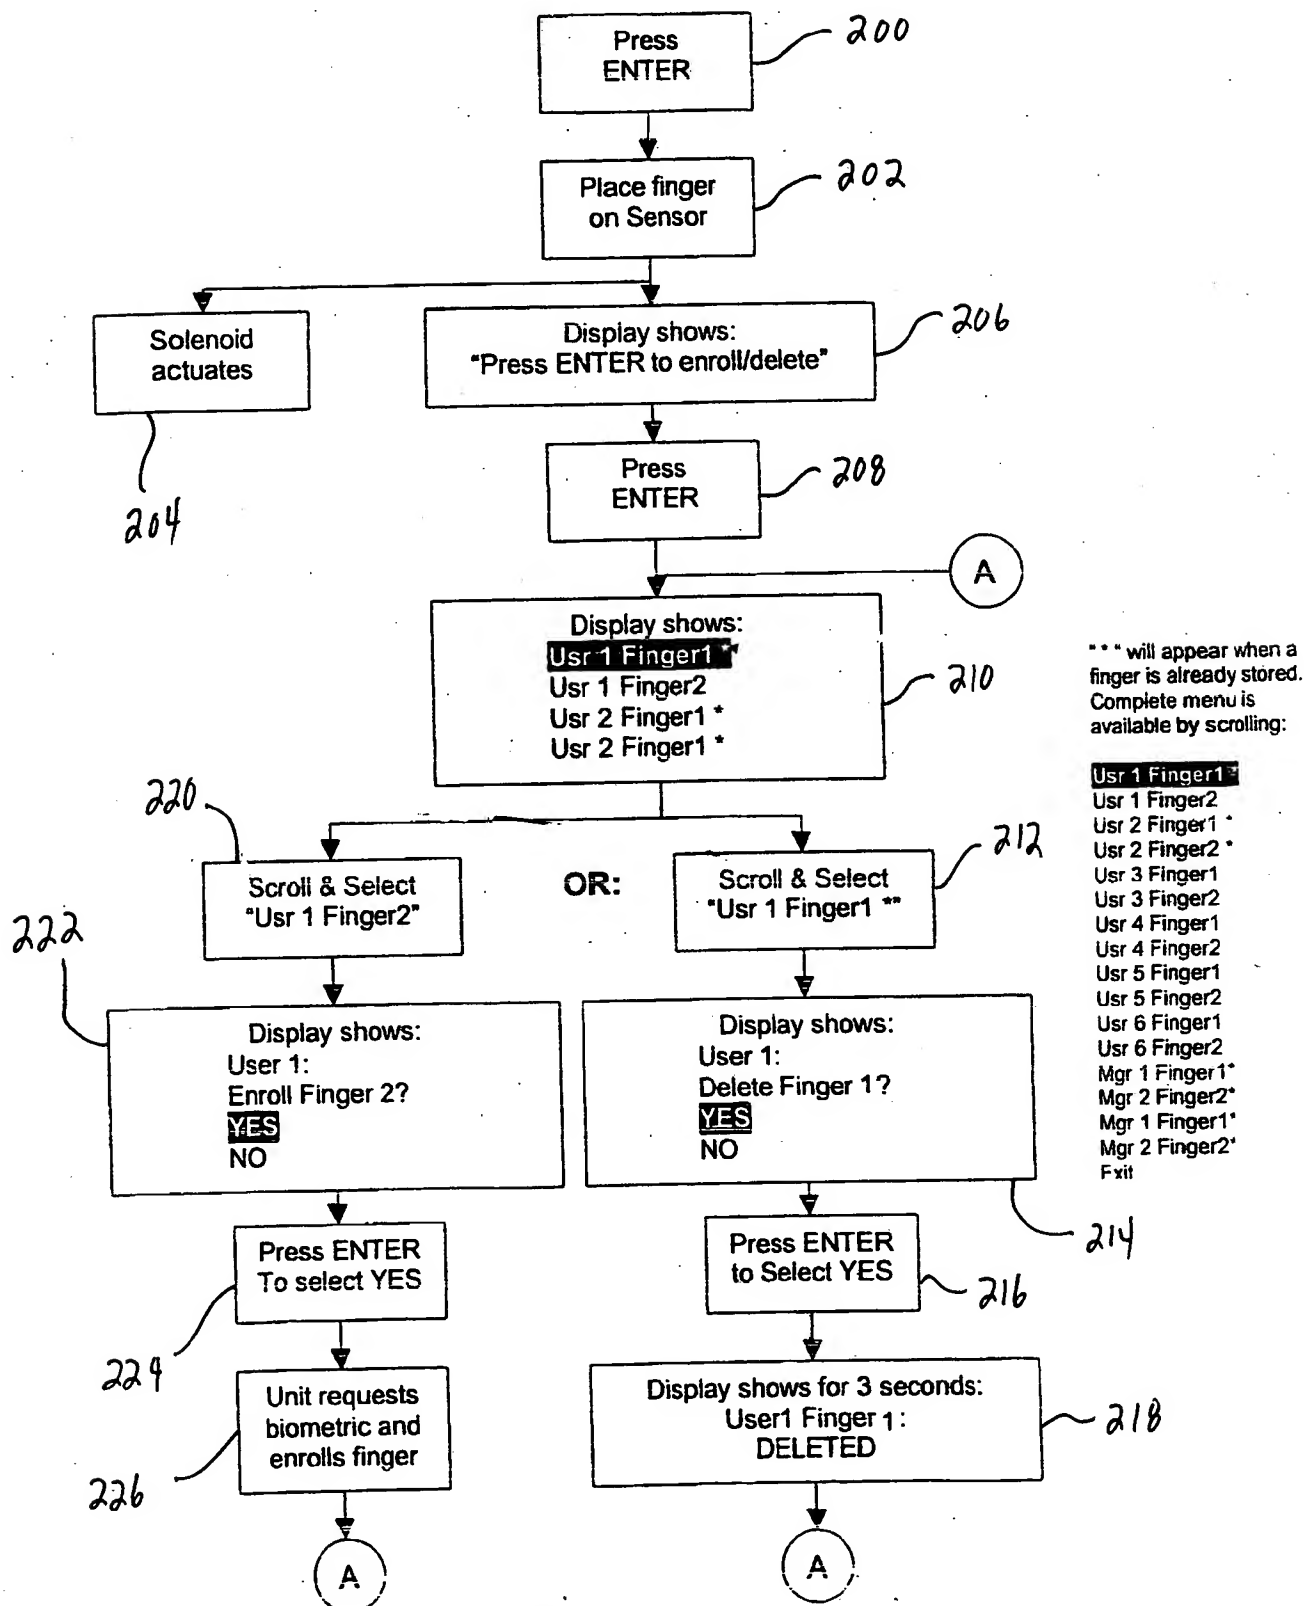 Press
ENTER
200
Place finger
on Sensor
202
Solenoid
actuates
204
Display shows:
"Press ENTER to enroll/delete"
206
Press
ENTER
208
A
Display shows:
Usr 1 Finger1 *
Usr 1 Finger2
Usr 2 Finger1 *
Usr 2 Finger1 *
210
"*" will appear when a
finger is already stored.
Complete menu is
available by scrolling:
Usr 1 Finger1 *
Usr 1 Finger2
Usr 2 Finger1 *
Usr 2 Finger2 *
Usr 3 Finger1
Usr 3 Finger2
Usr 4 Finger1
Usr 4 Finger2
Usr 5 Finger1
Usr 5 Finger2
Usr 6 Finger1
Usr 6 Finger2
Mgr 1 Finger1*
Mgr 2 Finger2*
Mgr 1 Finger1*
Mgr 2 Finger2*
Exit
220
Scroll & Select
"Usr 1 Finger2"
OR:
Scroll & Select
"Usr 1 Finger1 *"
212
222
Display shows:
User 1:
Enroll Finger 2?
YES
NO
Display shows:
User 1:
Delete Finger 1?
YES
NO
214
Press ENTER
To select YES
224
Press ENTER
to Select YES
216
Unit requests
biometric and
enrolls finger
226
Display shows for 3 seconds:
User1 Finger 1:
DELETED
218
A
A